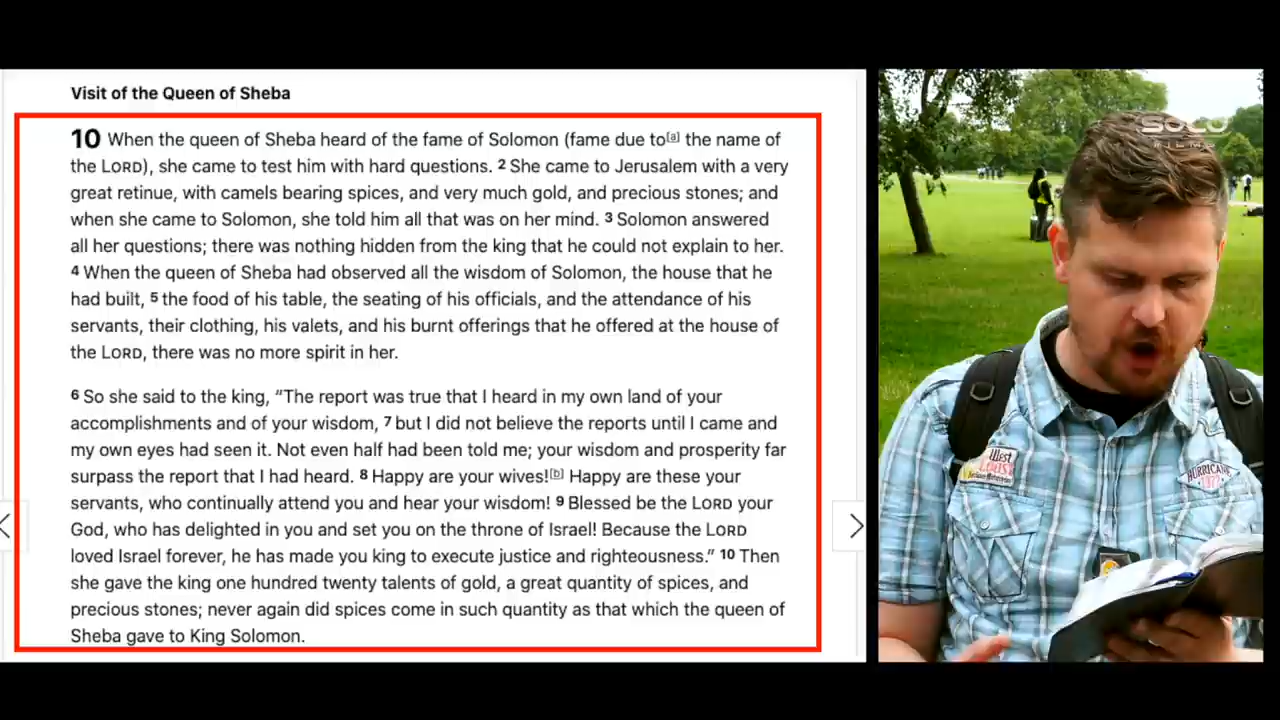 Visit of the Queen of Sheba
10 When the queen of Sheba heard of the fame of Solomon (fame due to[a] the name of
the LORD), she came to test him with hard questions. 2 She came to Jerusalem with a very
great retinue, with camels bearing spices, and very much gold, and precious stones; and
when she came to Solomon, she told him all that was on her mind. 3 Solomon answered
all her questions; there was nothing hidden from the king that he could not explain to her.
4 When the queen of Sheba had observed all the wisdom of Solomon, the house that he
had built, 5 the food of his table, the seating of his officials, and the attendance of his
servants, their clothing, his valets, and his burnt offerings that he offered at the house of
the LORD, there was no more spirit in her.
6 So she said to the king, “The report was true that I heard in my own land of your
accomplishments and of your wisdom, 7 but I did not believe the reports until I came and
my own eyes had seen it. Not even half had been told me; your wisdom and prosperity far
surpass the report that I had heard. 8 Happy are your wives![b] Happy are these your
servants, who continually attend you and hear your wisdom! 9 Blessed be the LORD your
God, who has delighted in you and set you on the throne of Israel! Because the LORD
loved Israel forever, he has made you king to execute justice and righteousness.” 10 Then
she gave the king one hundred twenty talents of gold, a great quantity of spices, and
precious stones; never again did spices come in such quantity as that which the queen of
Sheba gave to King Solomon.
SOCO
FILMS
West
Coast
HURRICANE
1977